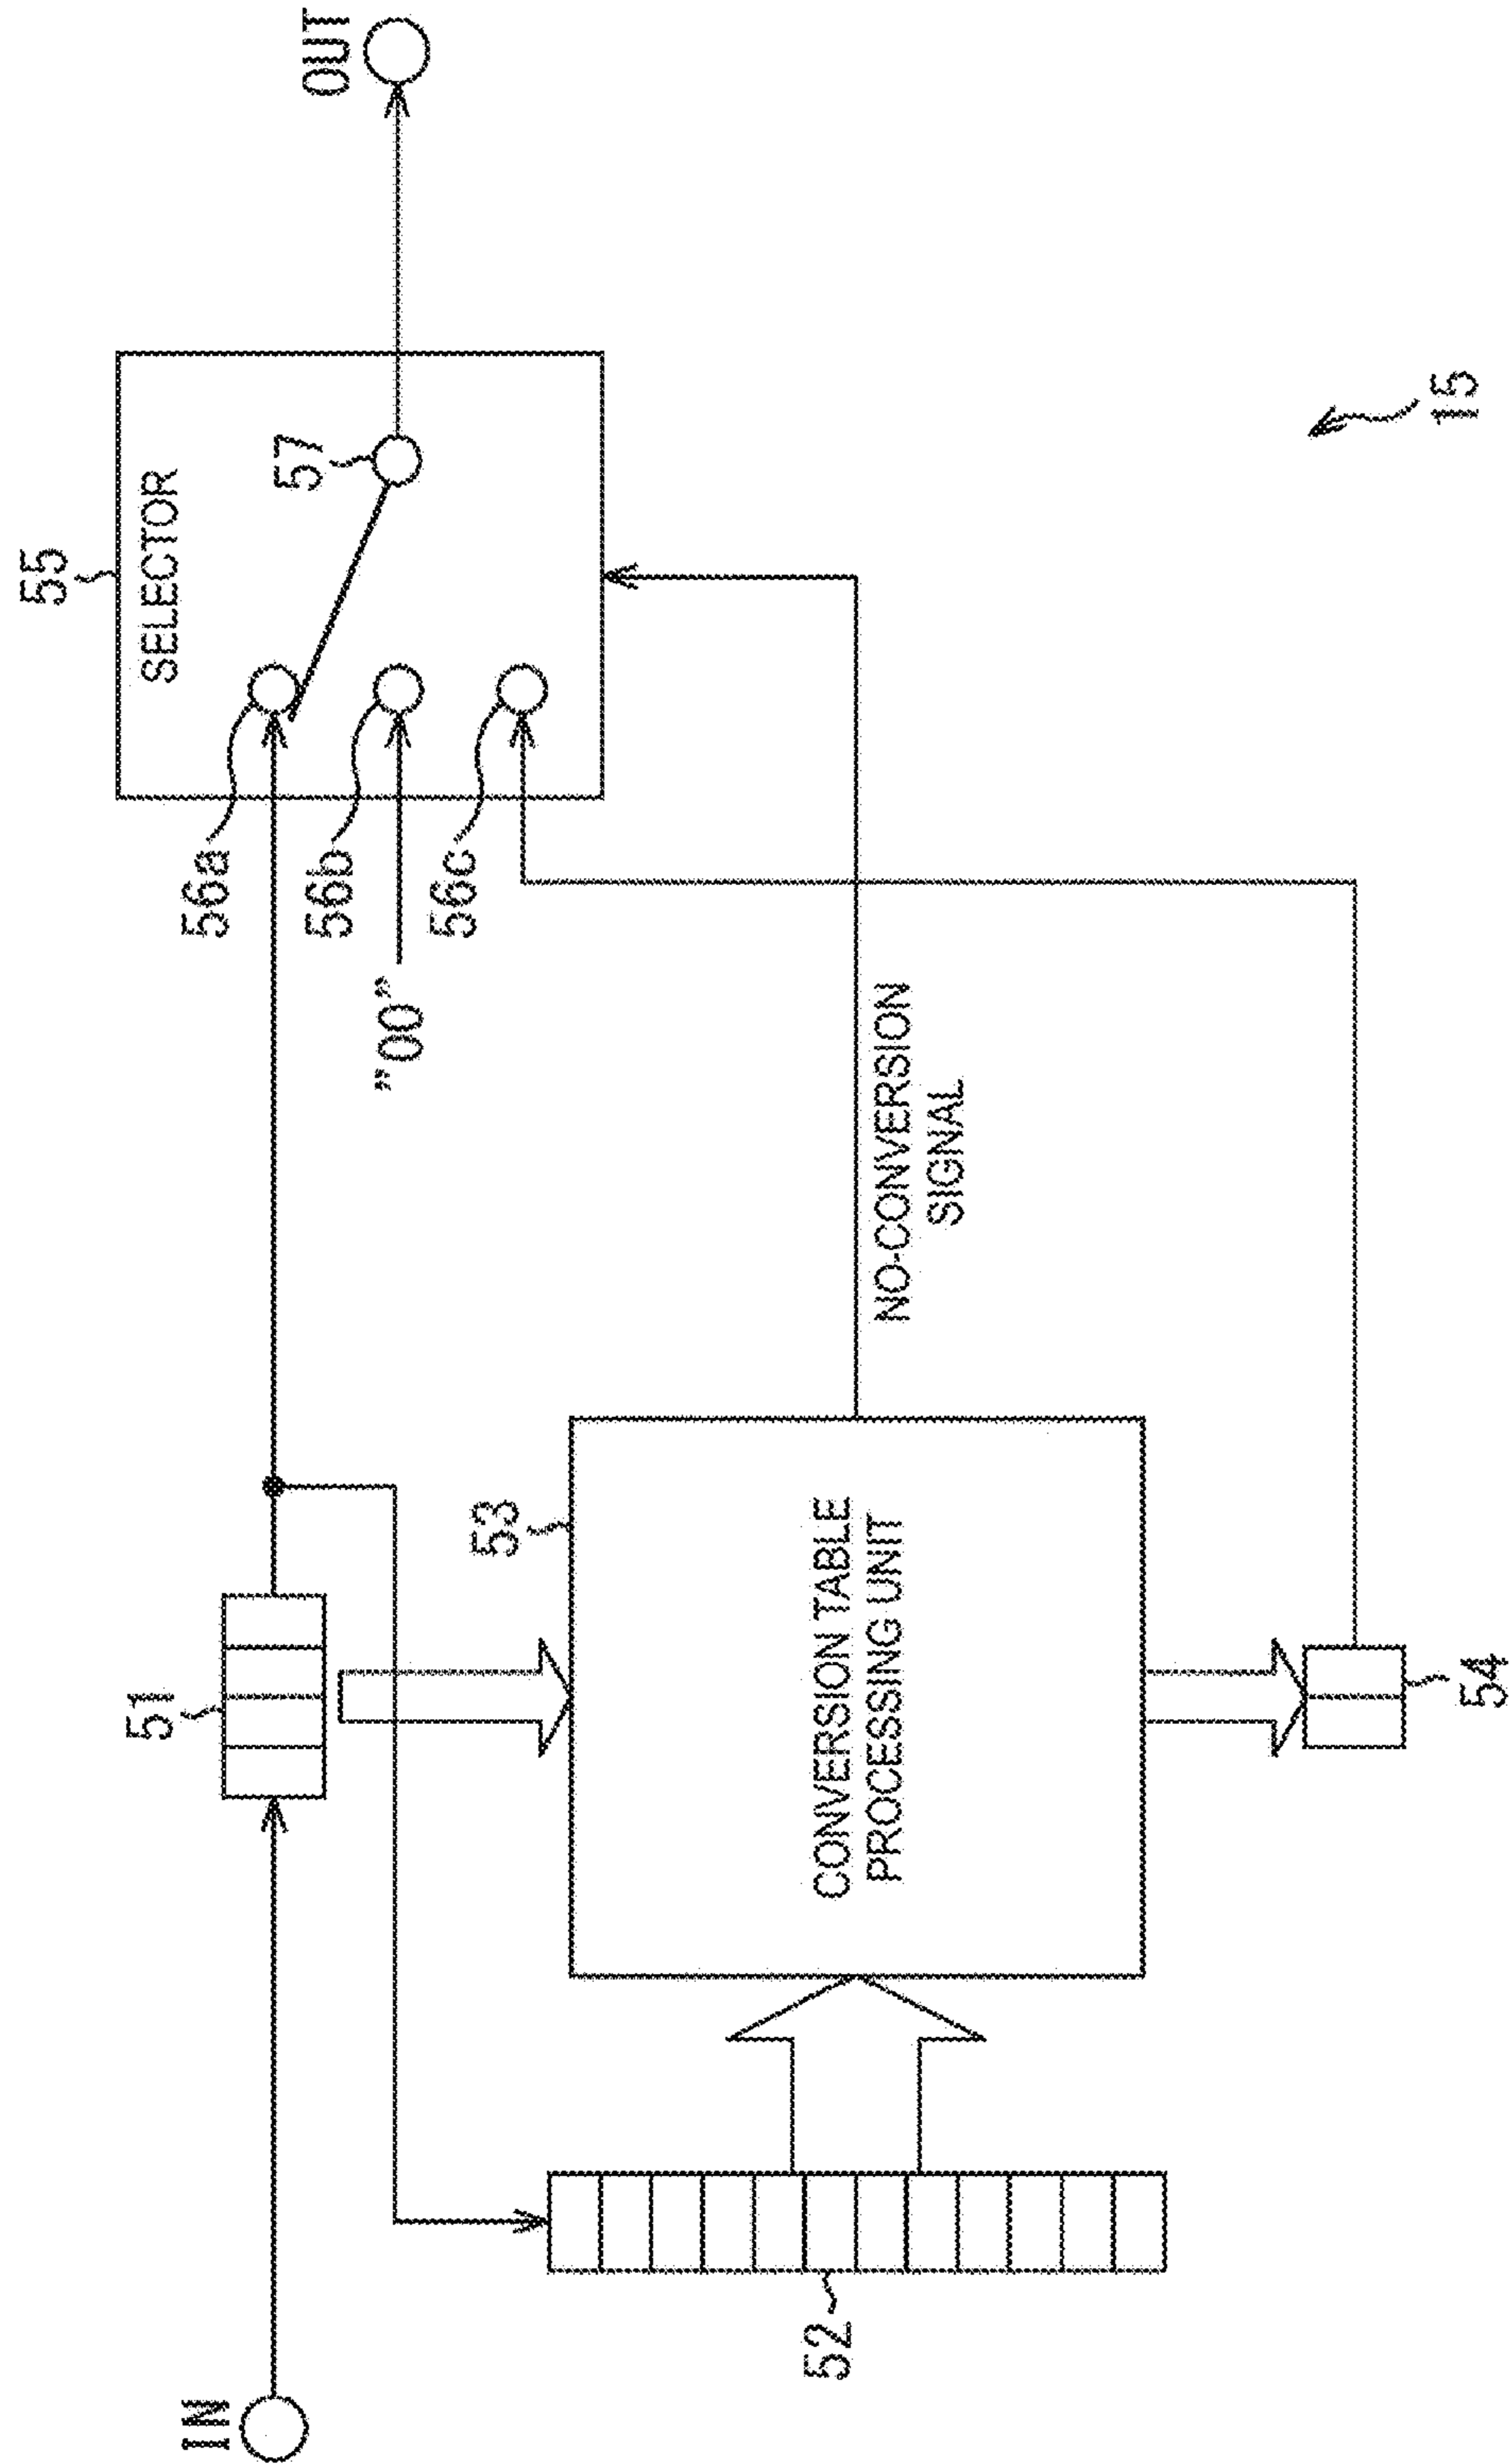 IN
51
52
53
CONVERSION TABLE
PROCESSING UNIT
54
NO-CONVERSION
SIGNAL
"00"
56a
56b
56c
55
SELECTOR
57
OUT
15